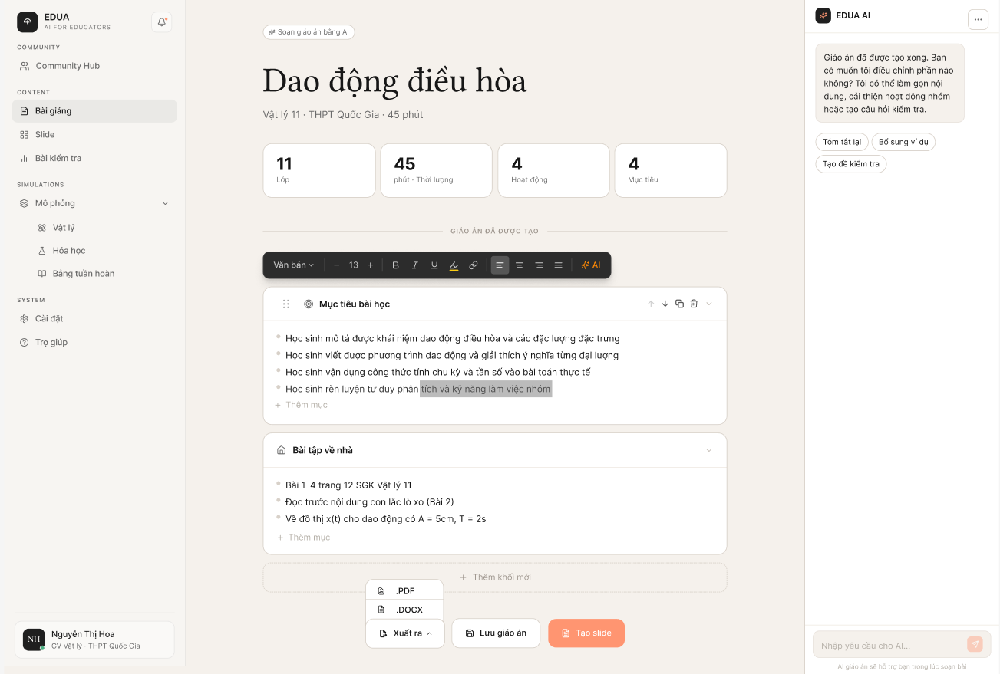 EDUA
AI FOR EDUCATORS
COMMUNITY
Community Hub
CONTENT
Bài giảng
Slide
Bài kiểm tra
SIMULATIONS
Mô phỏng
Vật lý
Hóa học
Bảng tuần hoàn
SYSTEM
Cài đặt
Trợ giúp
NH
Nguyễn Thị Hoa
GV Vật lý · THPT Quốc Gia
Soạn giáo án bằng AI
Dao động điều hòa
Vật lý 11 · THPT Quốc Gia · 45 phút
11
Lớp
45
phút · Thời lượng
4
Hoạt động
4
Mục tiêu
GIÁO ÁN ĐÃ ĐƯỢC TẠO
Văn bản
13
B I U
AI
Mục tiêu bài học
Học sinh mô tả được khái niệm dao động điều hòa và các đặc lượng đặc trưng
Học sinh viết được phương trình dao động và giải thích ý nghĩa từng đại lượng
Học sinh vận dụng công thức tính chu kỳ và tần số vào bài toán thực tế
Học sinh rèn luyện tư duy phân tích và kỹ năng làm việc nhóm
+ Thêm mục
Bài tập về nhà
Bài 1–4 trang 12 SGK Vật lý 11
Đọc trước nội dung con lắc lò xo (Bài 2)
Vẽ đồ thị x(t) cho dao động có A = 5cm, T = 2s
+ Thêm mục
+ Thêm khối mới
.PDF
.DOCX
Xuất ra
Lưu giáo án
Tạo slide
EDUA AI
Giáo án đã được tạo xong. Bạn
có muốn tôi điều chỉnh phần nào
không? Tôi có thể làm gọn nội
dung, cải thiện hoạt động nhóm
hoặc tạo câu hỏi kiểm tra.
Tóm tắt lại
Bổ sung ví dụ
Tạo đề kiểm tra
Nhập yêu cầu cho AI...
AI giáo án sẽ hỗ trợ bạn trong lúc soạn bài